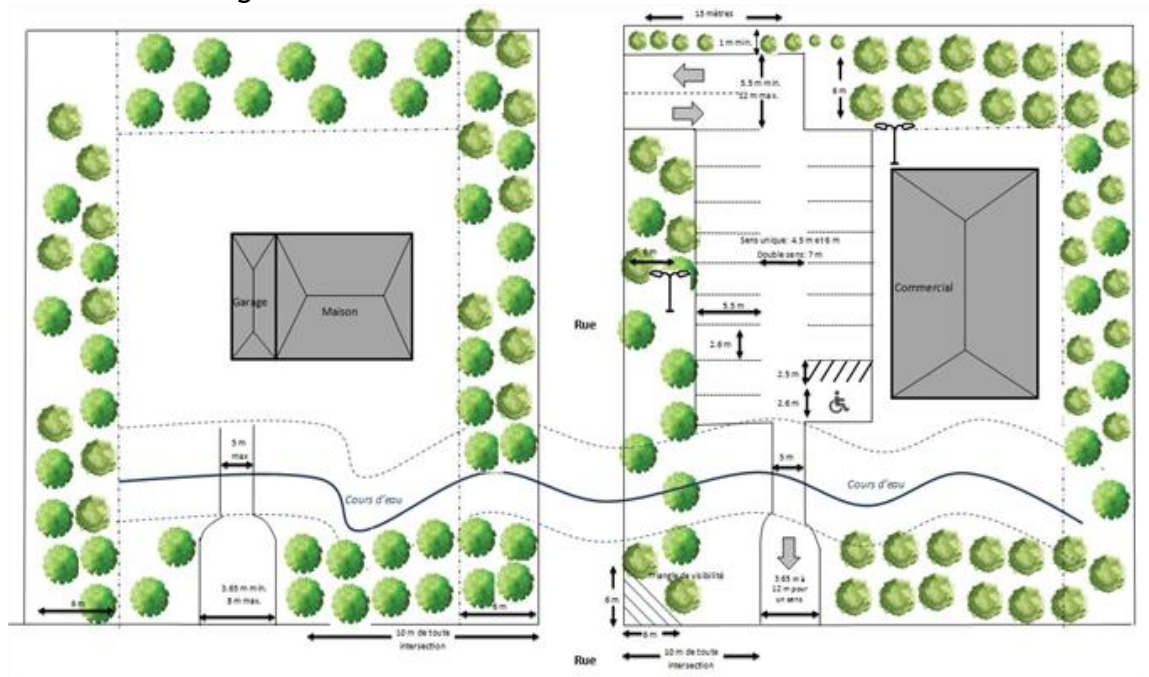 15 mètres
1 m min.
5.5 m min.
12 m max.
6 m
Sens unique: 4.5 m et 6 m
Double sens: 7 m
6 m
Garage
Maison
Commercial
Rue
5.5 m
2.6 m
2.5 m
2.6 m
5 m
max
5 m
Cours d'eau
Cours d'eau
Triangle de visibilité
3.65 m min.
8 m max.
3.65 m à
12 m pour
un sens
6 m
6 m
6 m
6 m
10 m de toute
intersection
Rue
10 m de toute
intersection